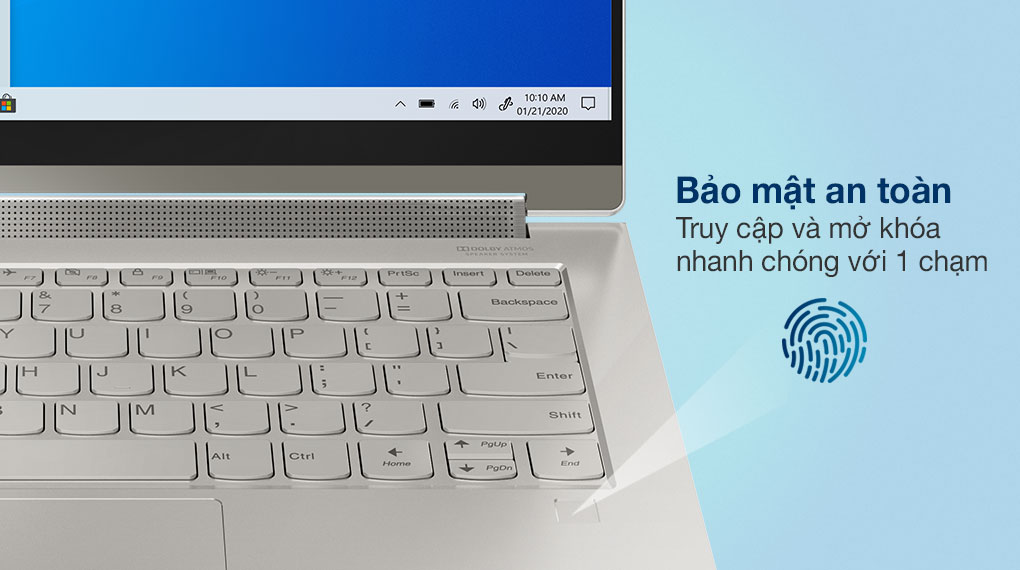 10:10 AM
01/21/2020
Bảo mật an toàn
Truy cập và mở khóa
nhanh chóng với 1 chạm
DOLBY ATMOS
SPEAKER SYSTEM
F7 F8 F9 F10 F11 F12 PrtSc Insert Delete
& 7 * 8 ( 9 ) 0 — - + = Backspace
Y U I O P { [ } ] | \
H J K L : ; " ' Enter
B N M < , > . ? / Shift
Alt Ctrl Home PgUp PgDn End